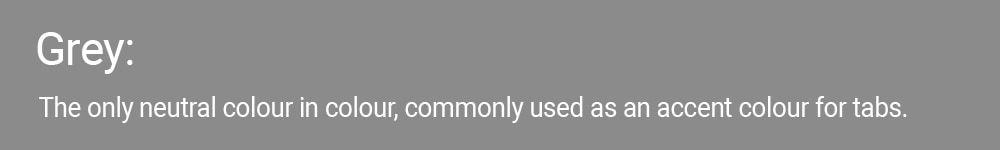 Grey:
The only neutral colour in colour, commonly used as an accent colour for tabs.